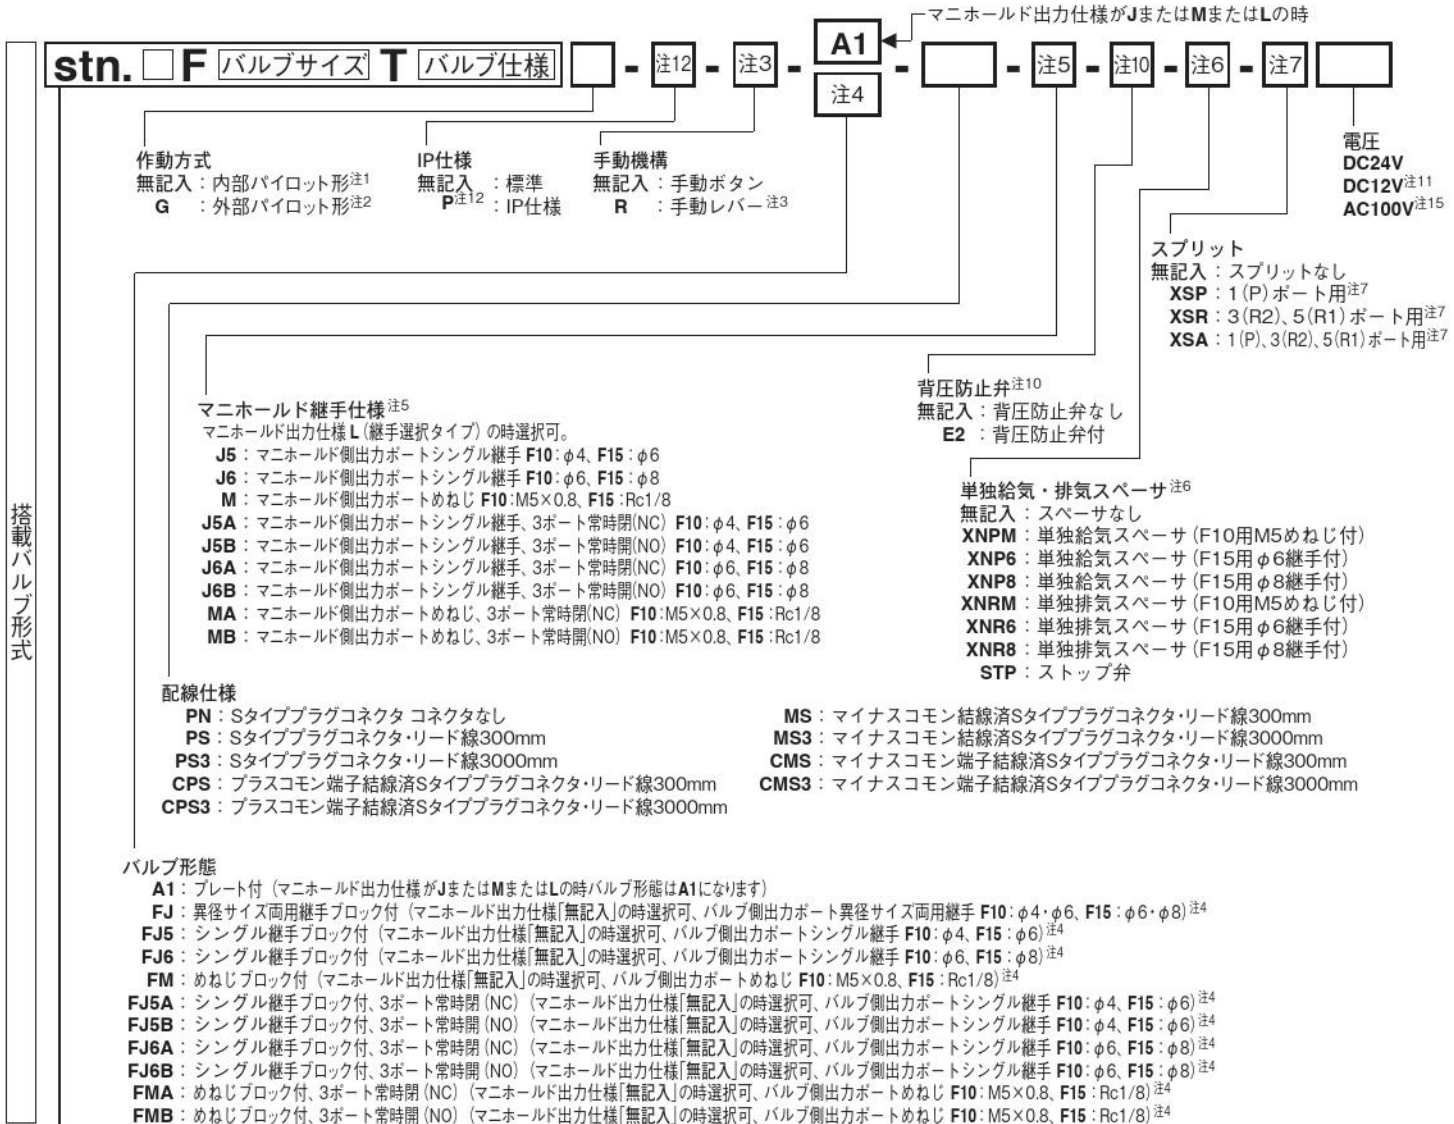 マニホールド出力仕様がJまたはMまたはLの時
stn. □ F バルブサイズ T バルブ仕様 □ - 注12 - 注3 - A1 - □ - 注5 - 注10 - 注6 - 注7 □
注4
作動方式
無記入：内部パイロット形注1
G ：外部パイロット形注2
IP仕様
無記入 ：標準
P注12 ：IP仕様
手動機構
無記入：手動ボタン
R ：手動レバー注3
電圧
DC24V
DC12V注11
AC100V注15
スプリット
無記入：スプリットなし
XSP：1(P)ポート用注7
XSR：3(R2)、5(R1)ポート用注7
XSA：1(P)、3(R2)、5(R1)ポート用注7
背圧防止弁注10
無記入：背圧防止弁なし
E2 ：背圧防止弁付
マニホールド継手仕様注5
マニホールド出力仕様L（継手選択タイプ）の時選択可。
J5：マニホールド側出力ポートシングル継手 F10：φ4、F15：φ6
J6：マニホールド側出力ポートシングル継手 F10：φ6、F15：φ8
M：マニホールド側出力ポートめねじ F10：M5×0.8、F15：Rc1/8
J5A：マニホールド側出力ポートシングル継手、3ポート常時閉(NC) F10：φ4、F15：φ6
J5B：マニホールド側出力ポートシングル継手、3ポート常時開(NO) F10：φ4、F15：φ6
J6A：マニホールド側出力ポートシングル継手、3ポート常時閉(NC) F10：φ6、F15：φ8
J6B：マニホールド側出力ポートシングル継手、3ポート常時開(NO) F10：φ6、F15：φ8
MA：マニホールド側出力ポートめねじ、3ポート常時閉(NC) F10：M5×0.8、F15：Rc1/8
MB：マニホールド側出力ポートめねじ、3ポート常時開(NO) F10：M5×0.8、F15：Rc1/8
単独給気・排気スペーサ注6
無記入：スペーサなし
XNPM：単独給気スペーサ（F10用M5めねじ付）
XNP6：単独給気スペーサ（F15用φ6継手付）
XNP8：単独給気スペーサ（F15用φ8継手付）
XNRM：単独排気スペーサ（F10用M5めねじ付）
XNR6：単独排気スペーサ（F15用φ6継手付）
XNR8：単独排気スペーサ（F15用φ8継手付）
STP：ストップ弁
搭載バルブ形式
配線仕様
PN：Sタイププラグコネクタ コネクタなし
PS：Sタイププラグコネクタ・リード線300mm
PS3：Sタイププラグコネクタ・リード線3000mm
CPS：プラスコモン端子結線済Sタイププラグコネクタ・リード線300mm
CPS3：プラスコモン端子結線済Sタイププラグコネクタ・リード線3000mm
MS：マイナスコモン結線済Sタイププラグコネクタ・リード線300mm
MS3：マイナスコモン結線済Sタイププラグコネクタ・リード線3000mm
CMS：マイナスコモン端子結線済Sタイププラグコネクタ・リード線300mm
CMS3：マイナスコモン端子結線済Sタイププラグコネクタ・リード線3000mm
バルブ形態
A1：プレート付（マニホールド出力仕様がJまたはMまたはLの時バルブ形態はA1になります）
FJ：異径サイズ両用継手ブロック付（マニホールド出力仕様「無記入」の時選択可、バルブ側出力ポート異径サイズ両用継手 F10：φ4・φ6、F15：φ6・φ8）注4
FJ5：シングル継手ブロック付（マニホールド出力仕様「無記入」の時選択可、バルブ側出力ポートシングル継手 F10：φ4、F15：φ6）注4
FJ6：シングル継手ブロック付（マニホールド出力仕様「無記入」の時選択可、バルブ側出力ポートシングル継手 F10：φ6、F15：φ8）注4
FM：めねじブロック付（マニホールド出力仕様「無記入」の時選択可、バルブ側出力ポートめねじ F10：M5×0.8、F15：Rc1/8）注4
FJ5A：シングル継手ブロック付、3ポート常時閉（NC）（マニホールド出力仕様「無記入」の時選択可、バルブ側出力ポートシングル継手 F10：φ4、F15：φ6）注4
FJ5B：シングル継手ブロック付、3ポート常時開（NO）（マニホールド出力仕様「無記入」の時選択可、バルブ側出力ポートシングル継手 F10：φ4、F15：φ6）注4
FJ6A：シングル継手ブロック付、3ポート常時閉（NC）（マニホールド出力仕様「無記入」の時選択可、バルブ側出力ポートシングル継手 F10：φ6、F15：φ8）注4
FJ6B：シングル継手ブロック付、3ポート常時開（NO）（マニホールド出力仕様「無記入」の時選択可、バルブ側出力ポートシングル継手 F10：φ6、F15：φ8）注4
FMA：めねじブロック付、3ポート常時閉（NC）（マニホールド出力仕様「無記入」の時選択可、バルブ側出力ポートめねじ F10：M5×0.8、F15：Rc1/8）注4
FMB：めねじブロック付、3ポート常時開（NO）（マニホールド出力仕様「無記入」の時選択可、バルブ側出力ポートめねじ F10：M5×0.8、F15：Rc1/8）注4